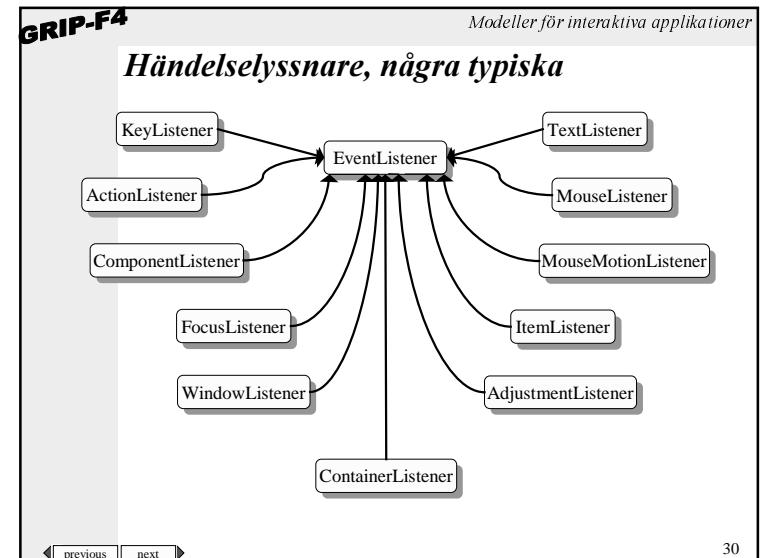 GRIP-F4
Modeller för interaktiva applikationer
Händelselyssnare, några typiska
KeyListener
TextListener
EventListener
ActionListener
MouseListener
ComponentListener
MouseMotionListener
FocusListener
ItemListener
WindowListener
AdjustmentListener
ContainerListener
previous next
30